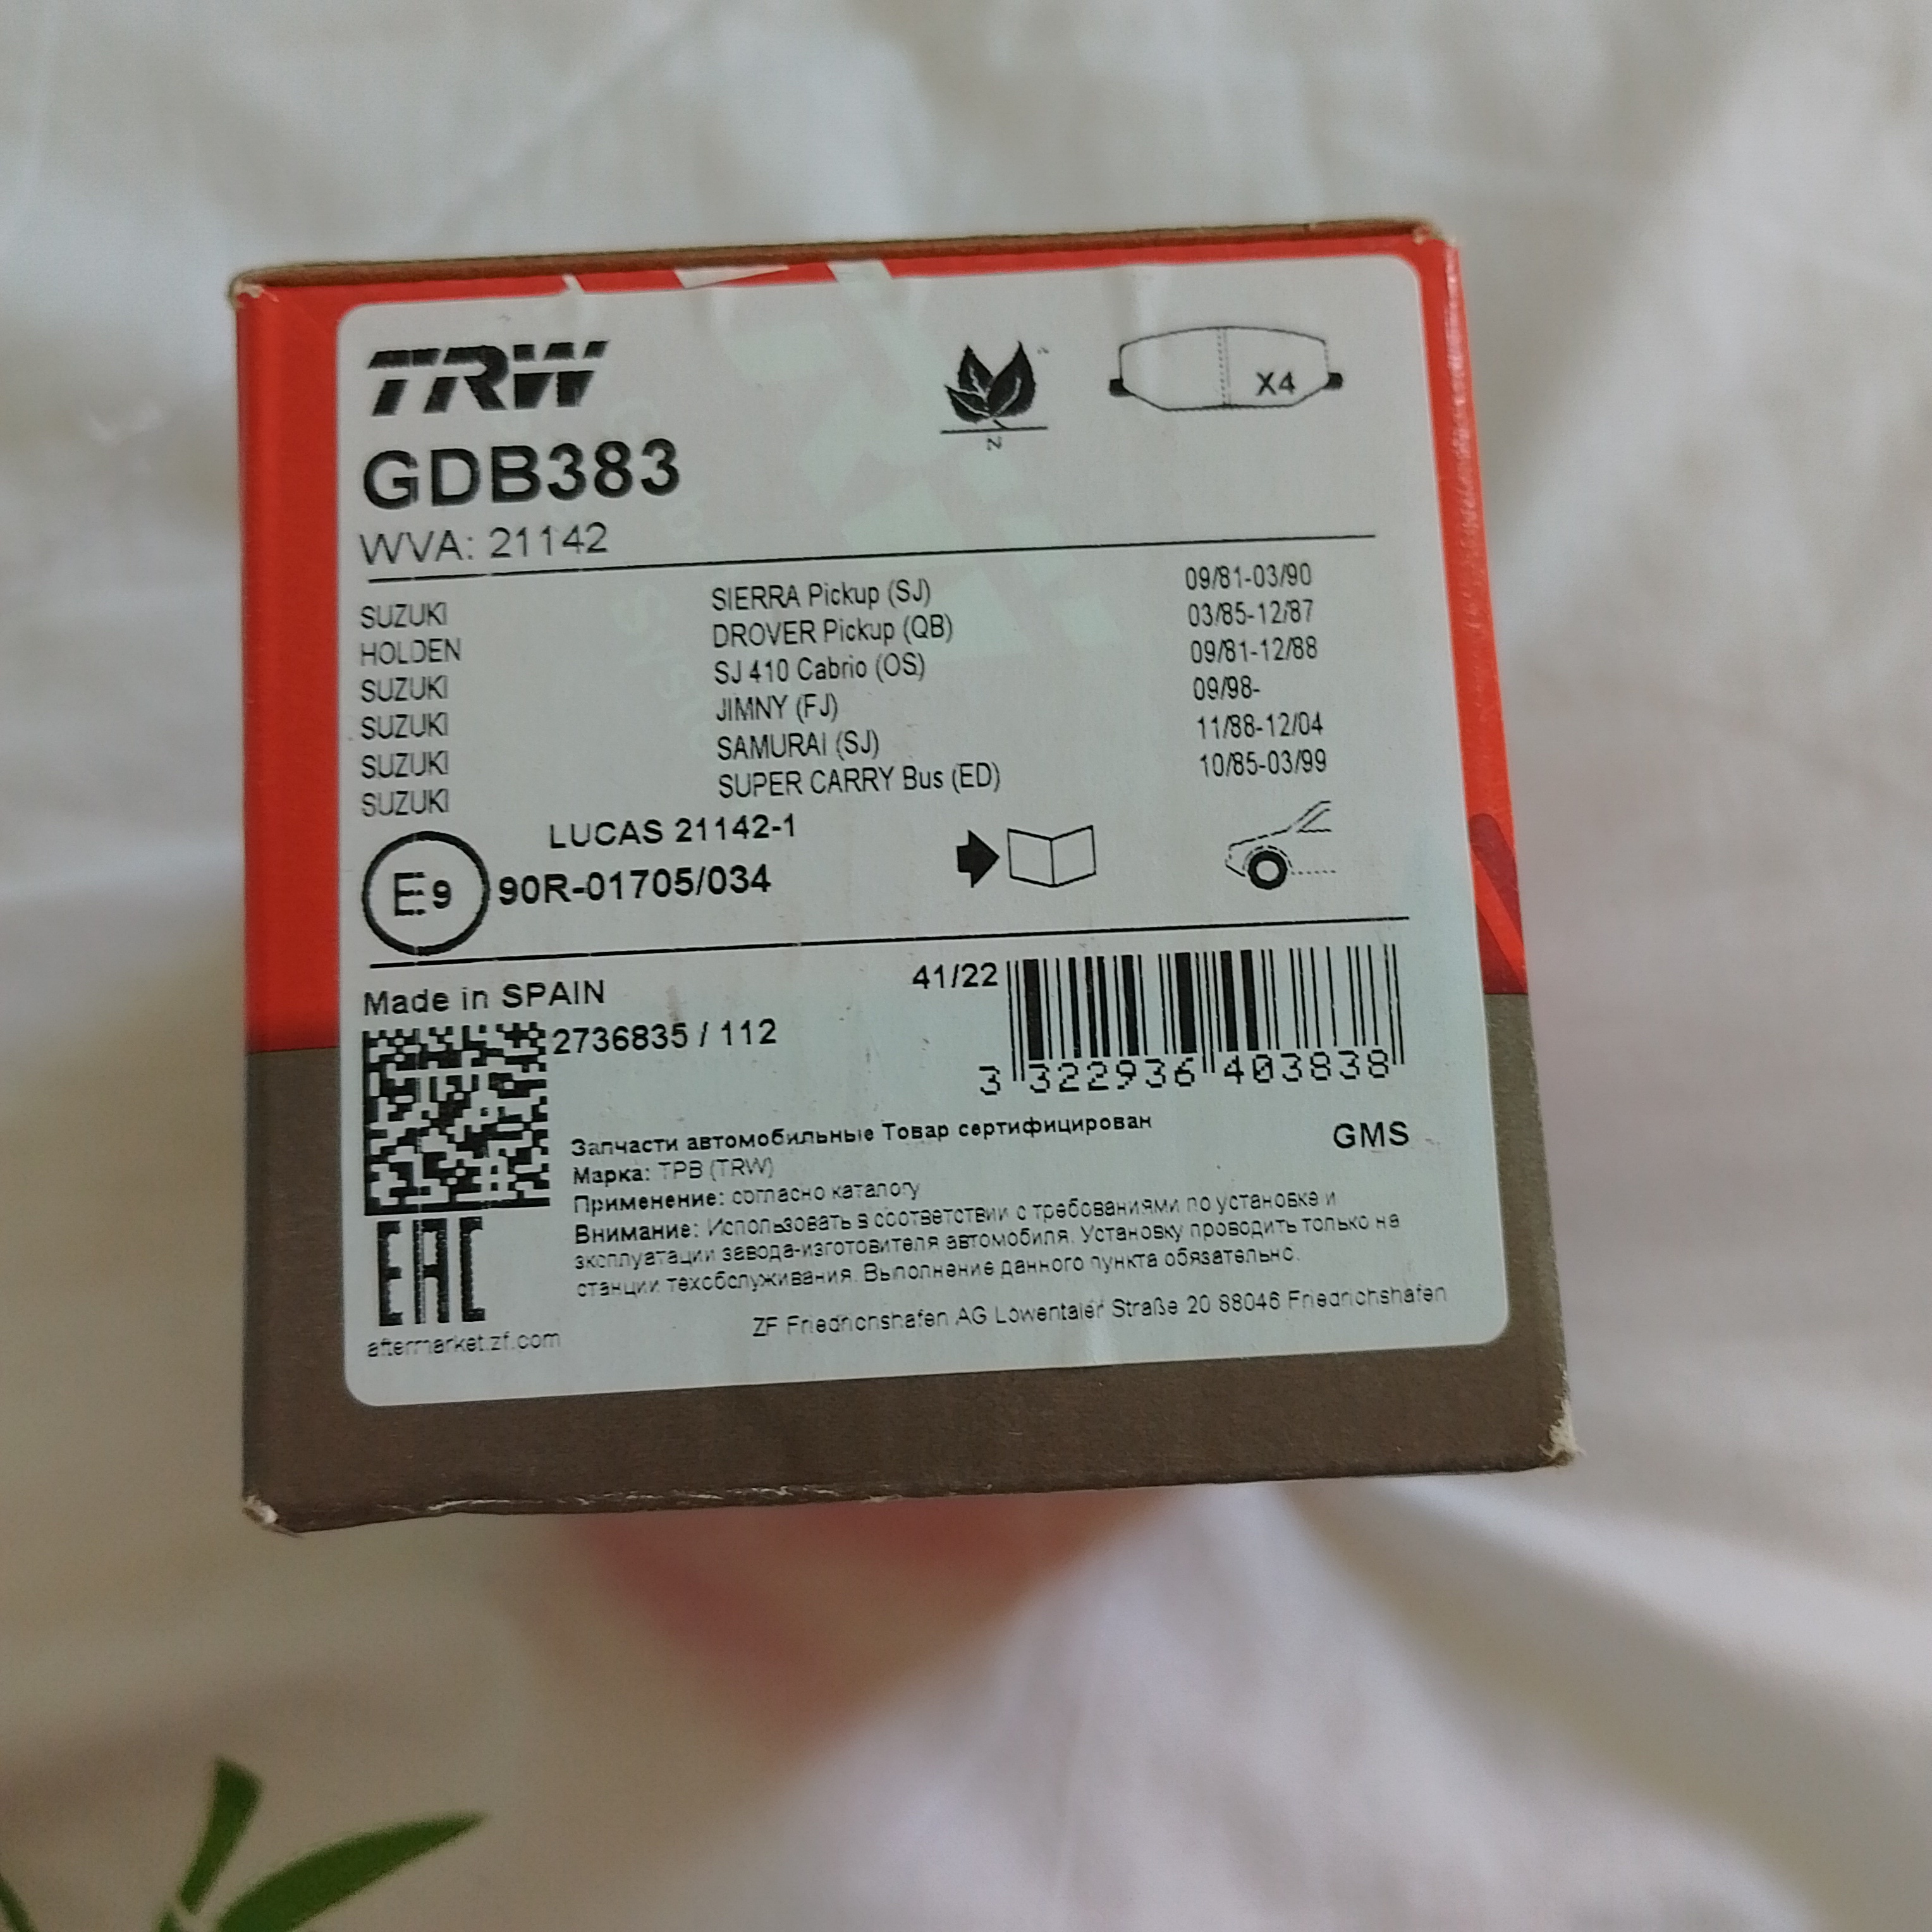 TRW
X4
GDB383
N
WVA: 21142
SUZUKI SIERRA Pickup (SJ) 09/81-03/90
HOLDEN DROVER Pickup (QB) 03/85-12/87
SUZUKI SJ 410 Cabrio (OS) 09/81-12/88
SUZUKI JIMNY (FJ) 09/98-
SUZUKI SAMURAI (SJ) 11/88-12/04
SUZUKI SUPER CARRY Bus (ED) 10/85-03/99
LUCAS 21142-1
E9 90R-01705/034
Made in SPAIN 41/22
2736835 / 112
3 322936 403838
Запчасти автомобильные Товар сертифицирован GMS
Марка: ТРВ (TRW)
Применение: согласно каталогу
Внимание: Использовать в соответствии с требованиями по установке и
эксплуатации завода-изготовителя автомобиля. Установку проводить только на
станции техобслуживания. Выполнение данного пункта обязательно.
EAC
aftermarket.zf.com
ZF Friedrichshafen AG Löwentaler Straße 20 88046 Friedrichshafen